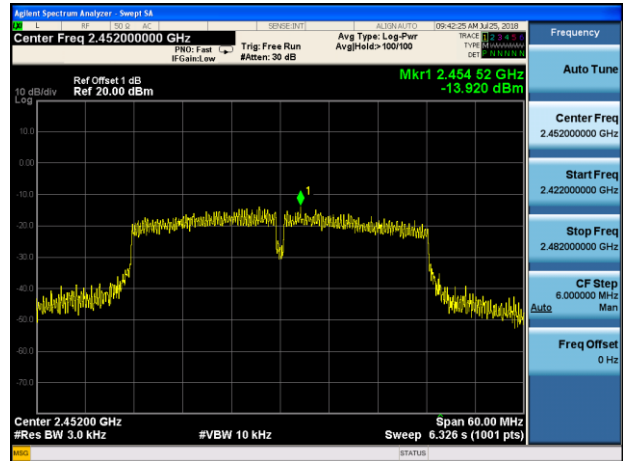 Agilent Spectrum Analyzer - Swept SA
L RF 50 Ω AC SENSE:INT ALIGN AUTO 09:42:25 AM Jul 25, 2018
Center Freq 2.452000000 GHz
PNO: Fast
IFGain:Low
Trig: Free Run
#Atten: 30 dB
Avg Type: Log-Pwr
Avg|Hold:>100/100
TRACE 1 2 3 4 5 6
TYPE M WWWWW
DET P N N N N N
Ref Offset 1 dB
10 dB/div Ref 20.00 dBm
Log
Mkr1 2.454 52 GHz
-13.920 dBm
10.0
0.00
-10.0
-20.0
-30.0
-40.0
-50.0
-60.0
-70.0
1
Center 2.45200 GHz
#Res BW 3.0 kHz
#VBW 10 kHz
Span 60.00 MHz
Sweep 6.326 s (1001 pts)
MSG
STATUS
Frequency
Auto Tune
Center Freq
2.452000000 GHz
Start Freq
2.422000000 GHz
Stop Freq
2.482000000 GHz
CF Step
6.000000 MHz
Auto Man
Freq Offset
0 Hz